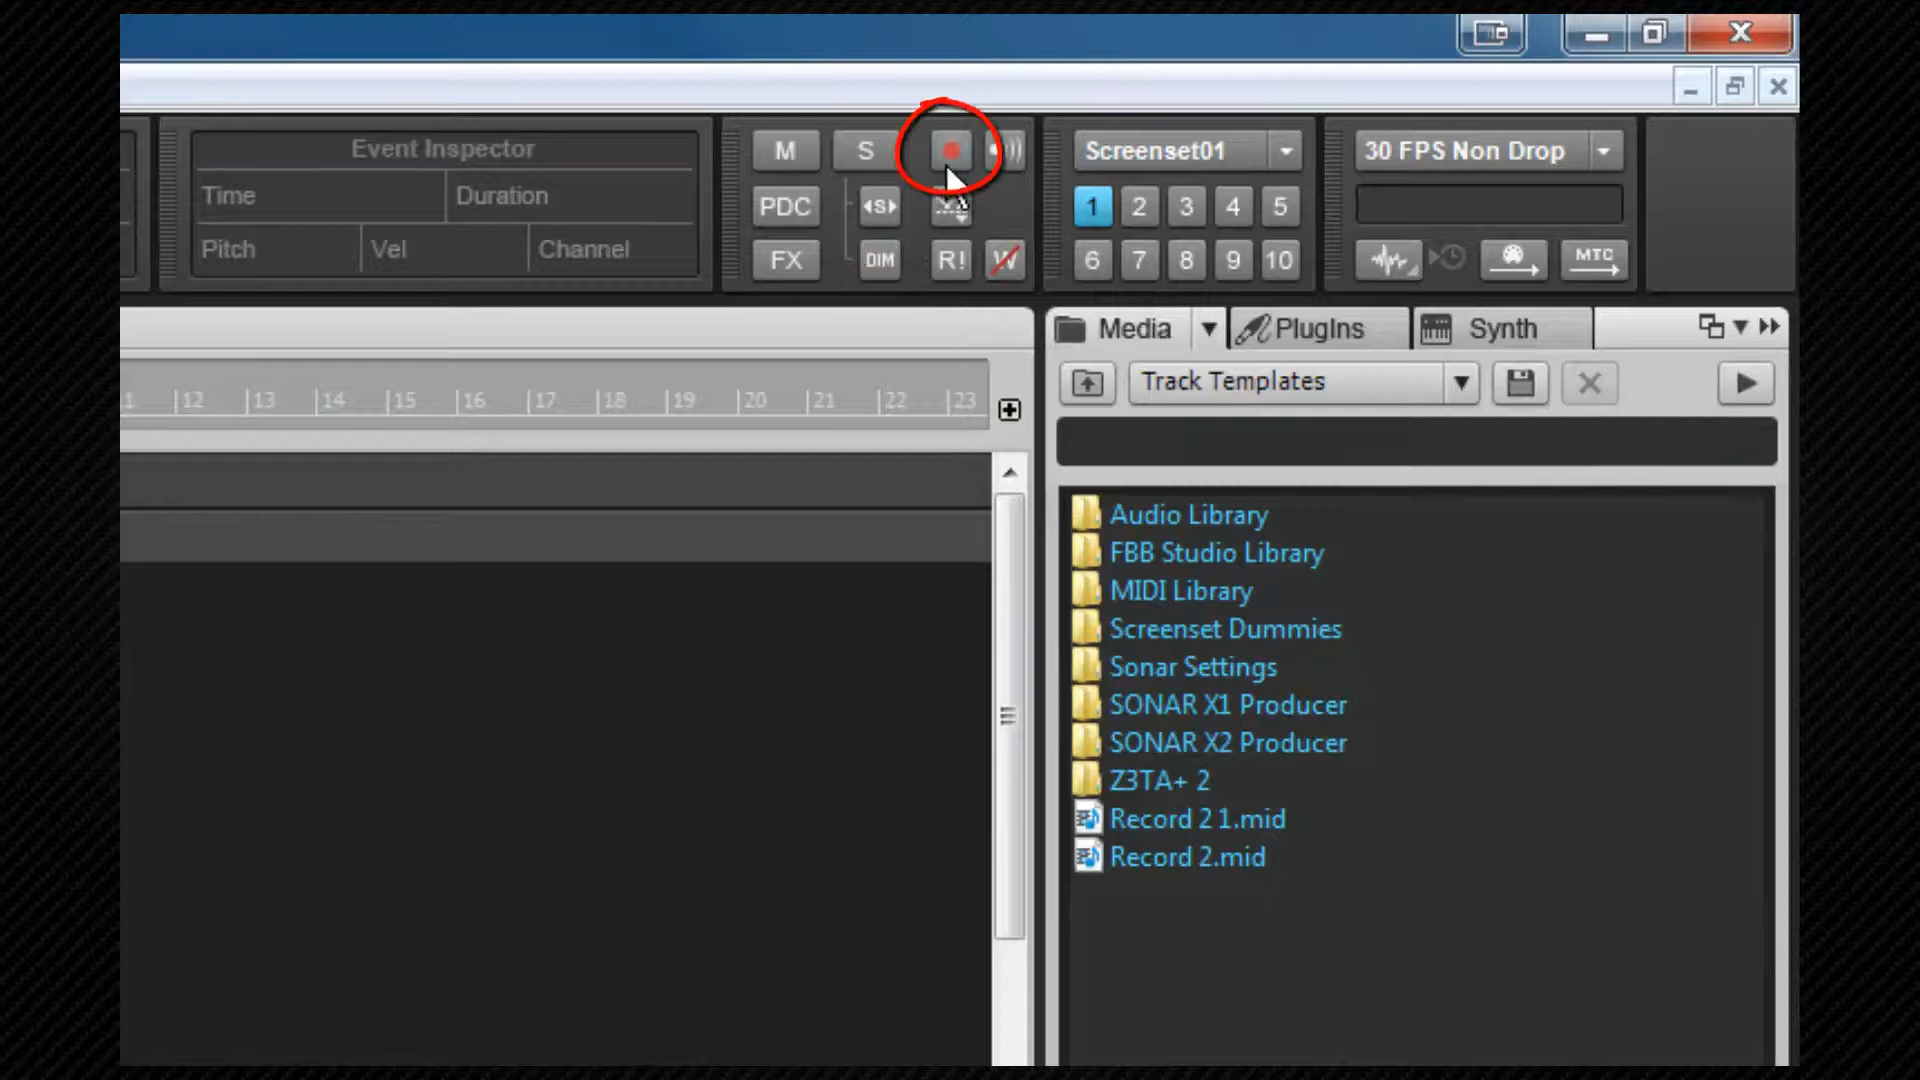 Event Inspector
Time Duration
Pitch Vel Channel
M S
PDC S
FX DIM R! W
Screenset01
1 2 3 4 5
6 7 8 9 10
30 FPS Non Drop
MTC
Media PlugIns Synth
Track Templates
12 13 14 15 16 17 18 19 20 21 22 23
Audio Library
FBB Studio Library
MIDI Library
Screenset Dummies
Sonar Settings
SONAR X1 Producer
SONAR X2 Producer
Z3TA+ 2
Record 2 1.mid
Record 2.mid